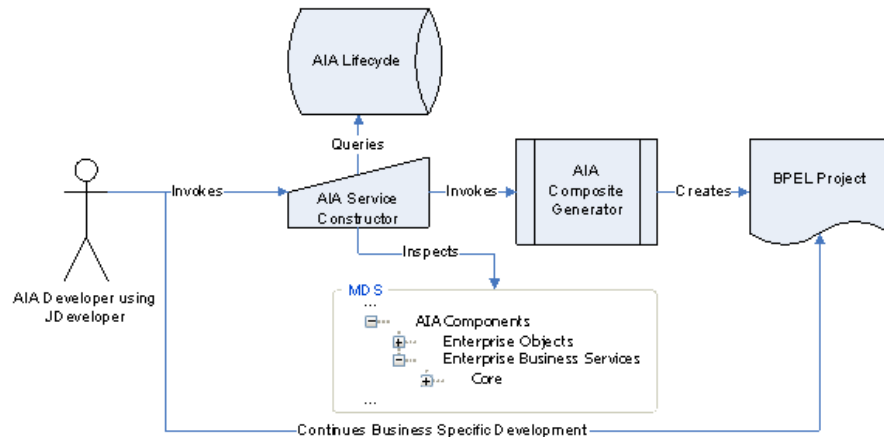 AIA Lifecycle
Queries
Invokes
AIA Service
Constructor
Invokes
AIA
Composite
Generator
Creates
BPEL Project
Inspects
AIA Developer using
JDeveloper
MDS
...
AIA Components
Enterprise Objects
Enterprise Business Services
Core
...
Continues Business Specific Development